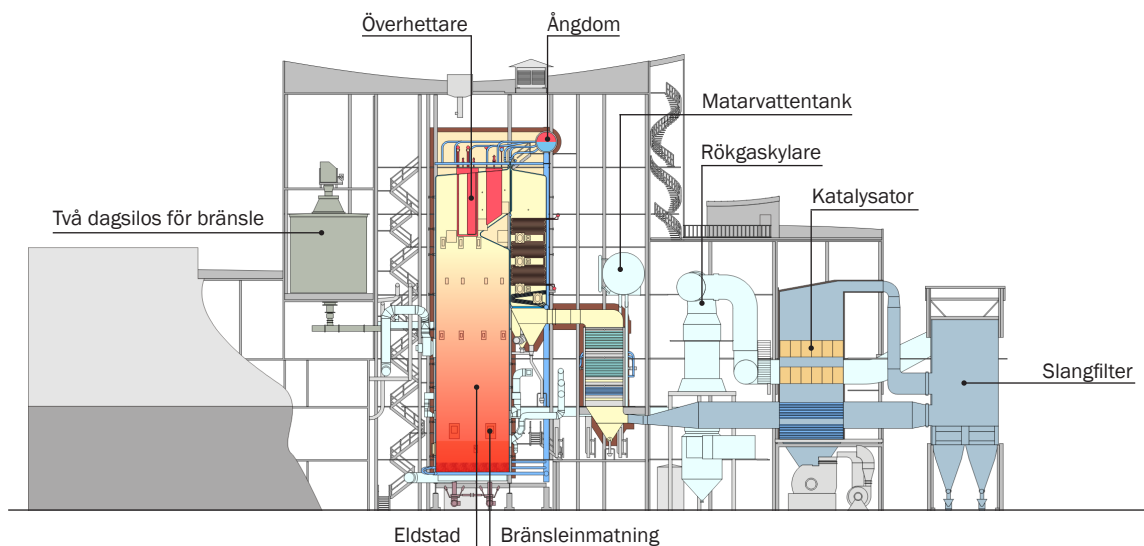 Överhettare
Ångdom
Matarvattentank
Rökgaskylare
Katalysator
Två dagsilos för bränsle
Slangfilter
Eldstad
Bränsleinmatning